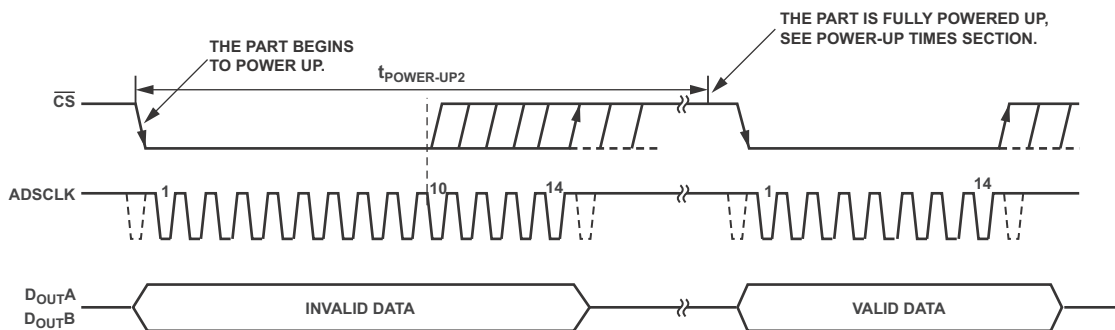 THE PART BEGINS
TO POWER UP.
THE PART IS FULLY POWERED UP,
SEE POWER-UP TIMES SECTION.
tPOWER-UP2
CS
ADSCLK
1
10
14
1
14
DOUTA
DOUTB
INVALID DATA
VALID DATA